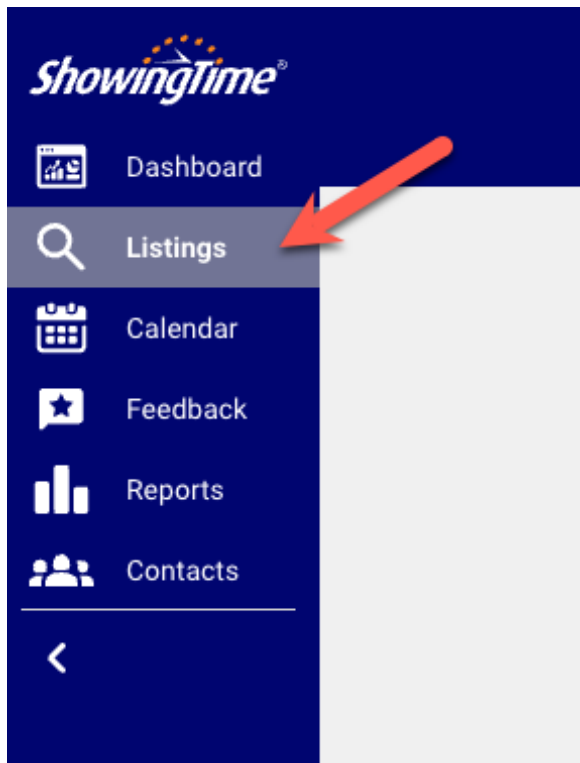 ShowingTime®
Dashboard
Listings
Calendar
Feedback
Reports
Contacts